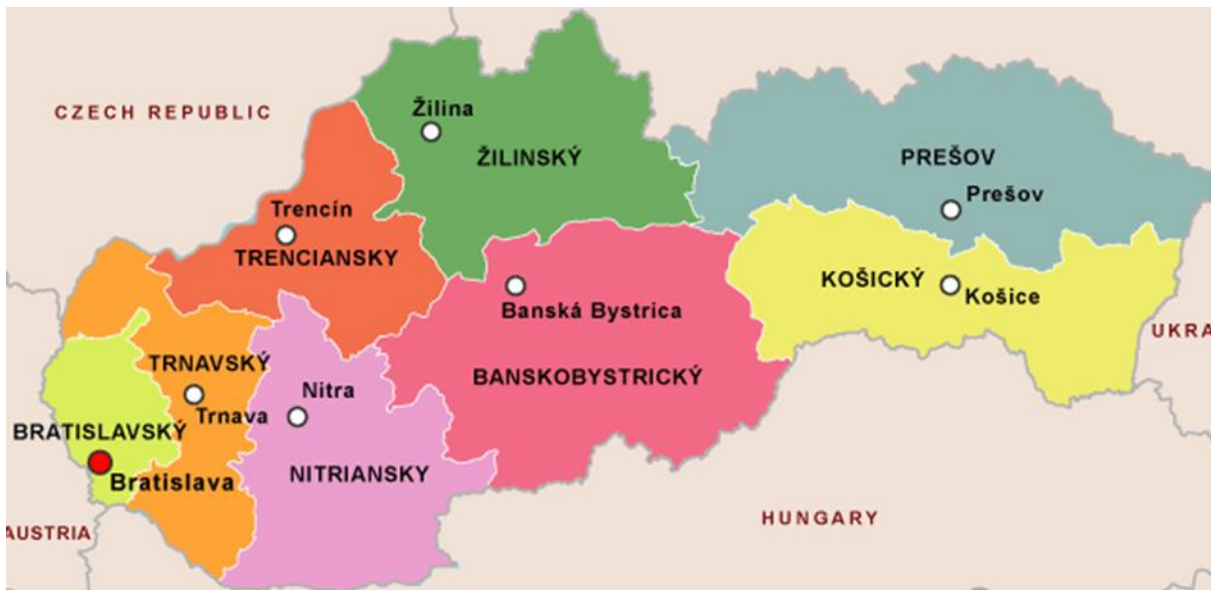 CZECH REPUBLIC
Žilina
ŽILINSKÝ
PREŠOV
Prešov
Trencín
TRENCIANSKY
KOŠICKÝ
Košice
Banská Bystrica
BANSKOBYSTRICKÝ
UKRA
TRNAVSKÝ
Trnava
Nitra
NITRIANSKY
BRATISLAVSKÝ
Bratislava
AUSTRIA
HUNGARY